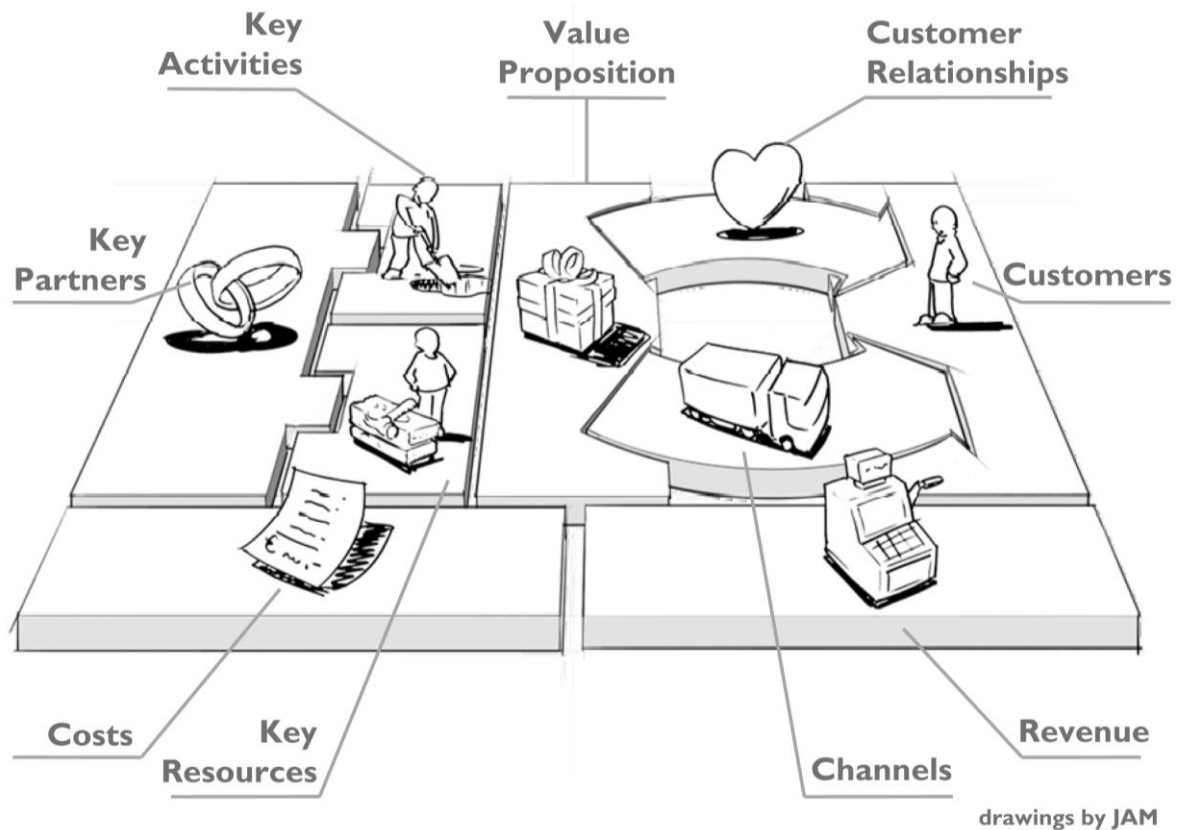 Key
Activities
Value
Proposition
Customer
Relationships
Key
Partners
Customers
Costs
Key
Resources
Channels
Revenue
drawings by JAM